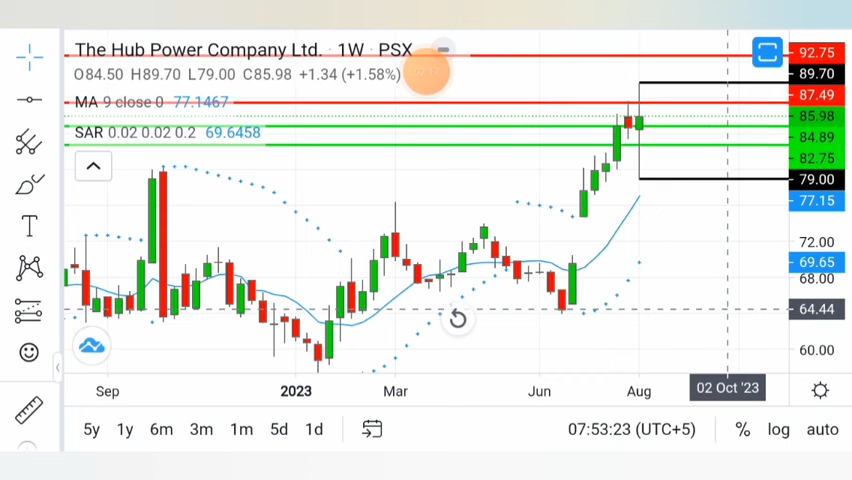 The Hub Power Company Ltd. · 1W · PSX
O84.50 H89.70 L79.00 C85.98 +1.34 (+1.58%)
MA 9 close 0 77.1467
SAR 0.02 0.02 0.2 69.6458
92.75
89.70
87.49
85.98
84.89
82.75
79.00
77.15
72.00
69.65
68.00
64.44
60.00
Sep 2023 Mar Jun Aug 02 Oct '23
5y 1y 6m 3m 1m 5d 1d 07:53:23 (UTC+5) % log auto